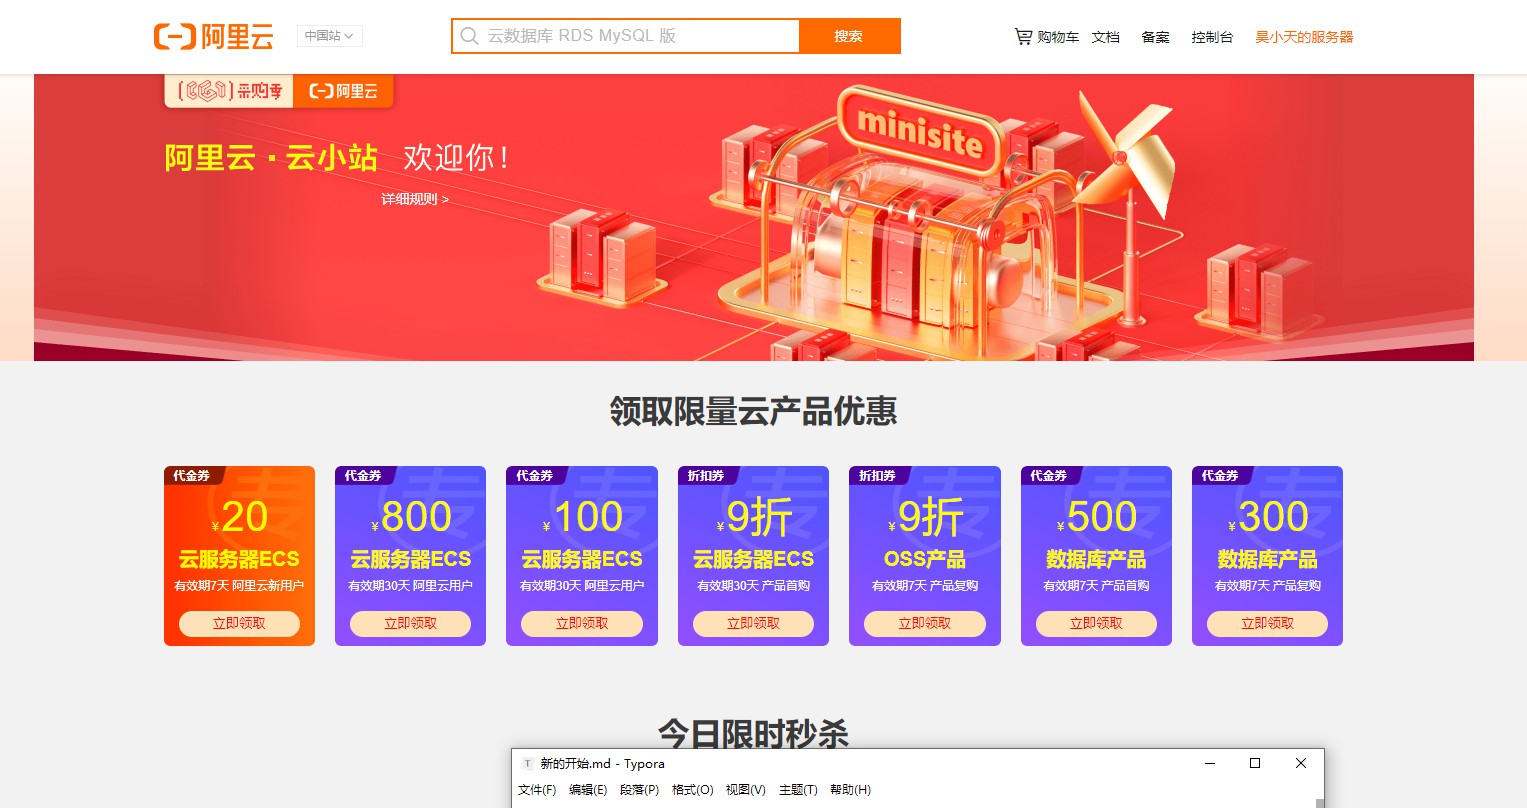 阿里云 中国站 云数据库 RDS MySQL 版 搜索 购物车 文档 备案 控制台 昊小天的服务器
采购季 阿里云
minisite
阿里云 · 云小站 欢迎你！
详细规则 >
领取限量云产品优惠
代金券
¥20
云服务器ECS
有效期7天 阿里云新用户
立即领取
代金券
¥800
云服务器ECS
有效期30天 阿里云用户
立即领取
代金券
¥100
云服务器ECS
有效期30天 阿里云用户
立即领取
折扣券
¥9折
云服务器ECS
有效期30天 产品首购
立即领取
折扣券
¥9折
OSS产品
有效期7天 产品复购
立即领取
代金券
¥500
数据库产品
有效期7天 产品首购
立即领取
代金券
¥300
数据库产品
有效期7天 产品复购
立即领取
今日限时秒杀
T 新的开始.md - Typora
文件(F) 编辑(E) 段落(P) 格式(O) 视图(V) 主题(T) 帮助(H)